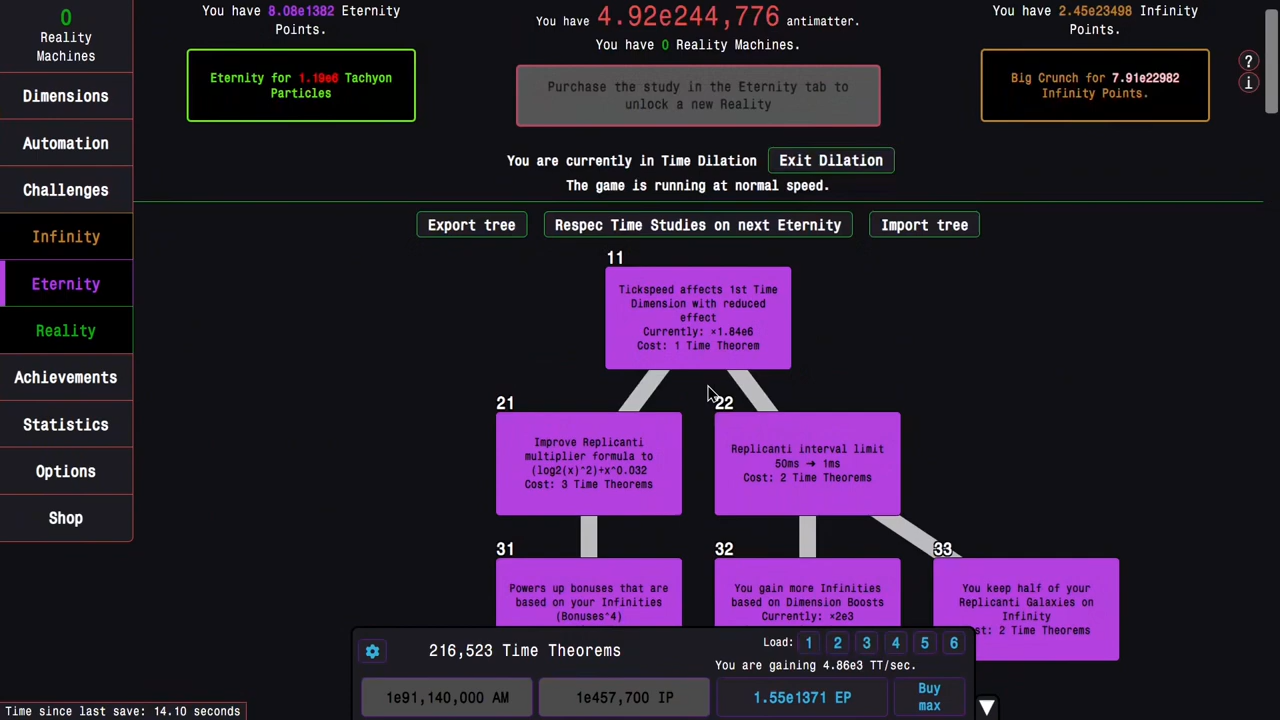 0
Reality
Machines
Dimensions
Automation
Challenges
Infinity
Eternity
Reality
Achievements
Statistics
Options
Shop
You have 8.08e1382 Eternity
Points.
Eternity for 1.19e6 Tachyon
Particles
You have 4.92e244,776 antimatter.
You have 0 Reality Machines.
Purchase the study in the Eternity tab to
unlock a new Reality
You have 2.45e23498 Infinity
Points.
Big Crunch for 7.91e22982
Infinity Points.
?
i
You are currently in Time Dilation
Exit Dilation
The game is running at normal speed.
Export tree
Respec Time Studies on next Eternity
Import tree
11
Tickspeed affects 1st Time
Dimension with reduced
effect
Currently: ×1.84e6
Cost: 1 Time Theorem
21
Improve Replicanti
multiplier formula to
(log2(x)^2)+x^0.032
Cost: 3 Time Theorems
22
Replicanti interval limit
50ms → 1ms
Cost: 2 Time Theorems
31
Powers up bonuses that are
based on your Infinities
(Bonuses^4)
32
You gain more Infinities
based on Dimension Boosts
Currently: ×2e3
33
You keep half of your
Replicanti Galaxies on
Infinity
st: 2 Time Theorems
216,523 Time Theorems
Load: 1 2 3 4 5 6
You are gaining 4.86e3 TT/sec.
1e91,140,000 AM
1e457,700 IP
1.55e1371 EP
Buy
max
Time since last save: 14.10 seconds